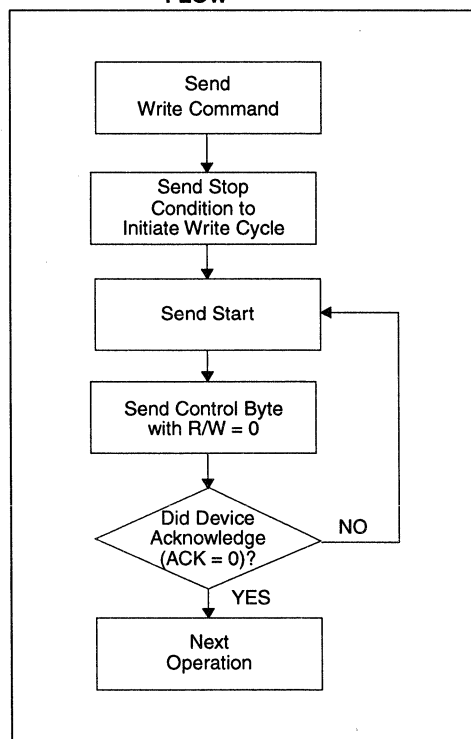 FLOW
Send
Write Command
Send Stop
Condition to
Initiate Write Cycle
Send Start
Send Control Byte
with R/W = 0
Did Device
Acknowledge
(ACK = 0)?
NO
YES
Next
Operation